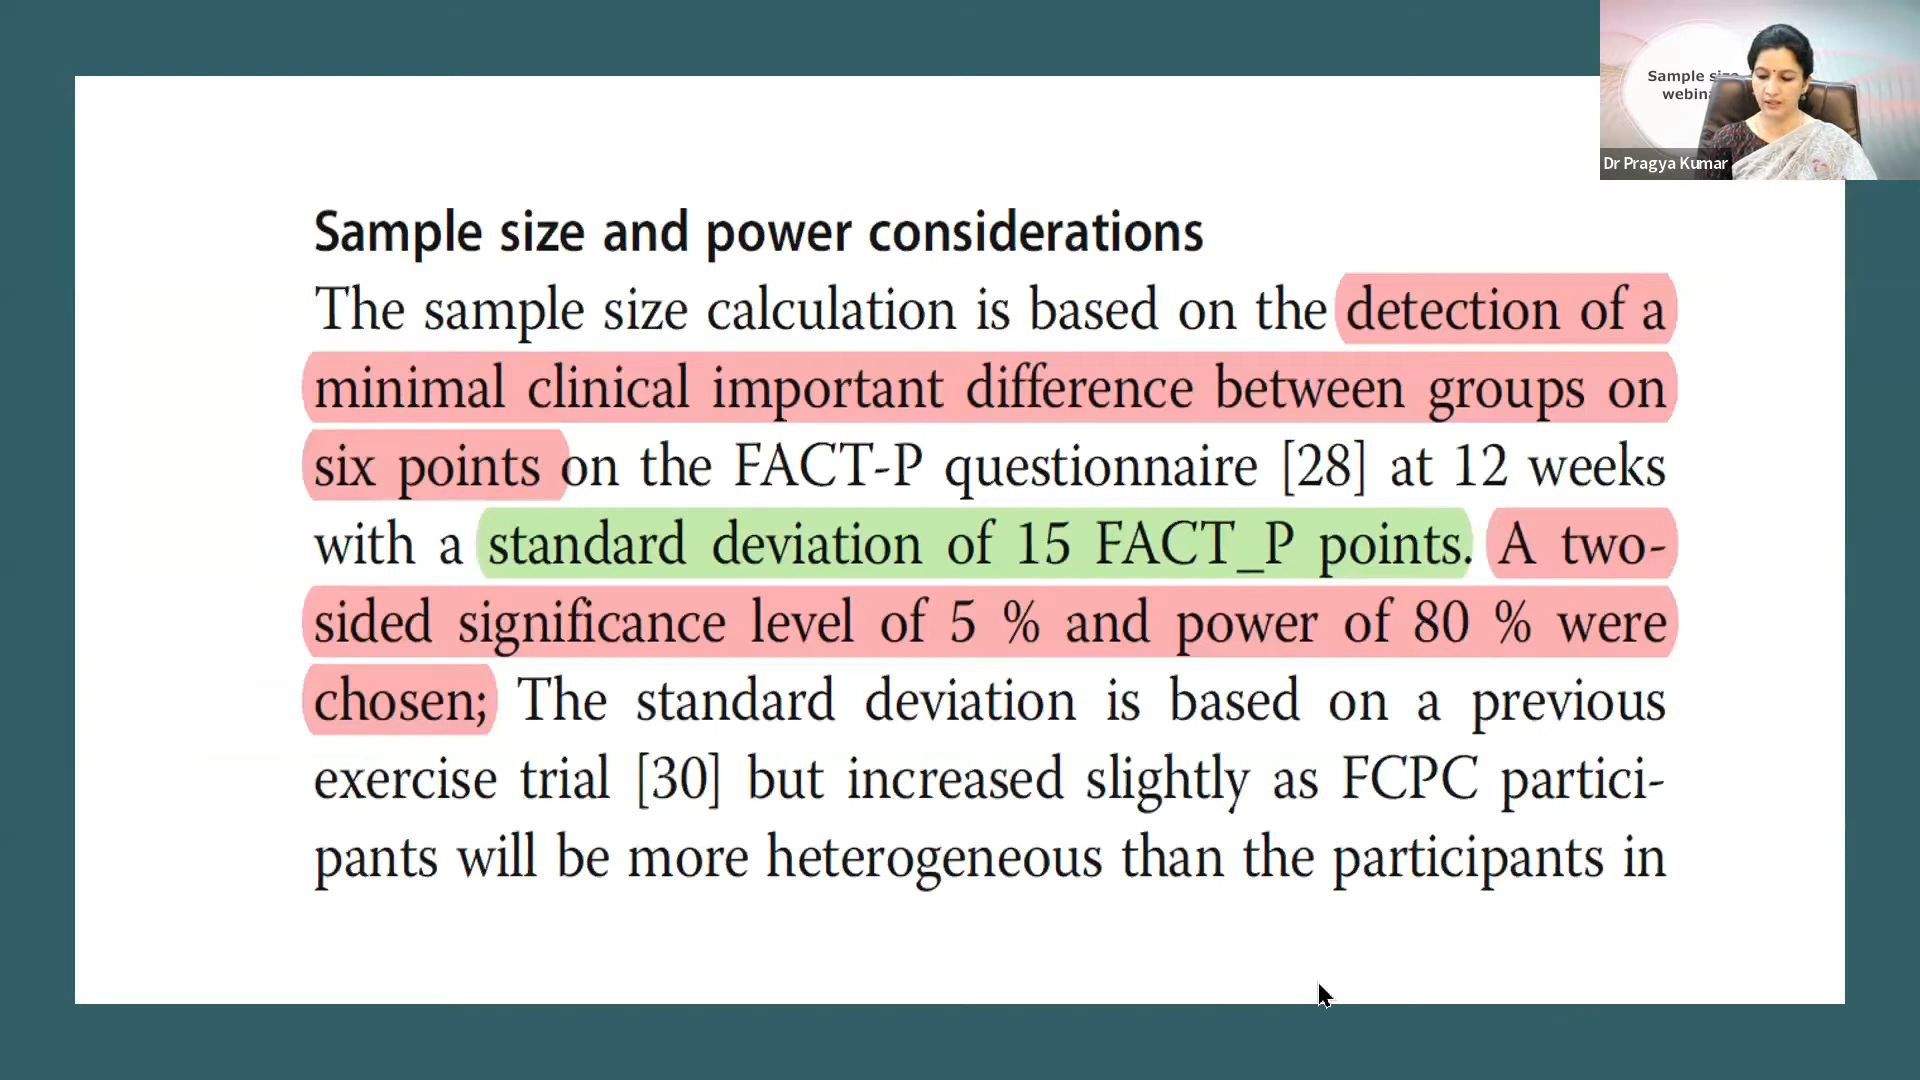 Sample size
webina
Dr Pragya Kumar
Sample size and power considerations
The sample size calculation is based on the detection of a
minimal clinical important difference between groups on
six points on the FACT-P questionnaire [28] at 12 weeks
with a standard deviation of 15 FACT_P points. A two-
sided significance level of 5 % and power of 80 % were
chosen; The standard deviation is based on a previous
exercise trial [30] but increased slightly as FCPC partici-
pants will be more heterogeneous than the participants in